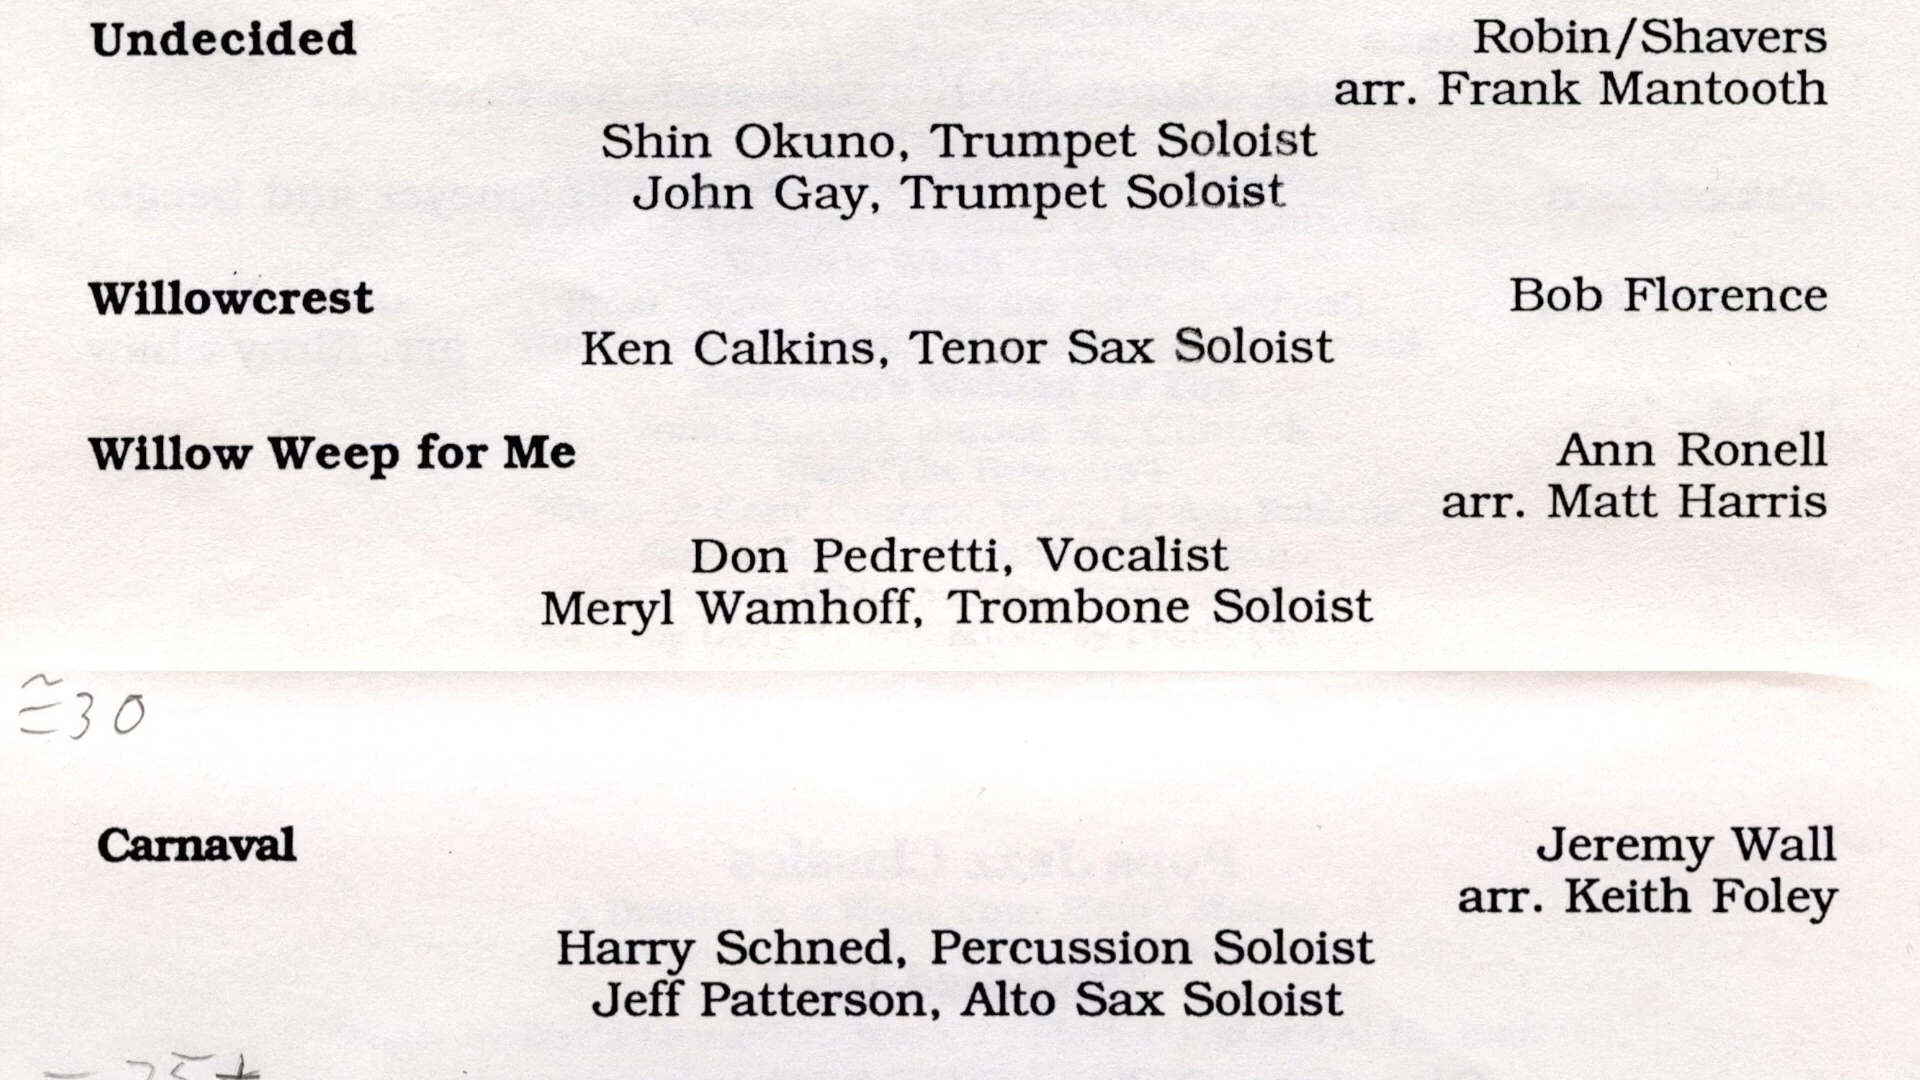 Undecided Robin/Shavers
arr. Frank Mantooth
Shin Okuno, Trumpet Soloist
John Gay, Trumpet Soloist
Willowcrest Bob Florence
Ken Calkins, Tenor Sax Soloist
Willow Weep for Me Ann Ronell
arr. Matt Harris
Don Pedretti, Vocalist
Meryl Wamhoff, Trombone Soloist
≅30
Carnaval Jeremy Wall
arr. Keith Foley
Harry Schned, Percussion Soloist
Jeff Patterson, Alto Sax Soloist